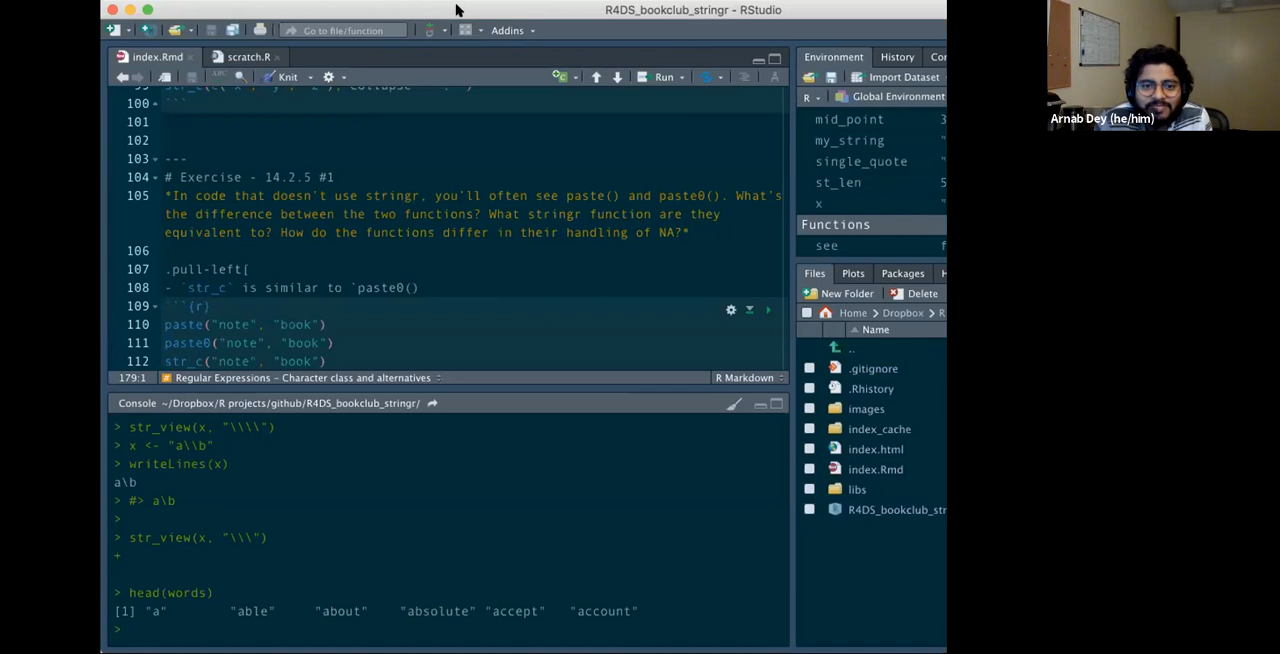 R4DS_bookclub_stringr - RStudio
Go to file/function
Addins
index.Rmd
scratch.R
Knit
Run
100 ```
101
102
103 ---
104 # Exercise - 14.2.5 #1
105 *In code that doesn't use stringr, you'll often see paste() and paste0(). What's
the difference between the two functions? What stringr function are they
equivalent to? How do the functions differ in their handling of NA?*
106
107 .pull-left[
108 - `str_c` is similar to `paste0()
109 ```{r}
110 paste("note", "book")
111 paste0("note", "book")
112 str_c("note", "book")
179:1 Regular Expressions - Character class and alternatives
R Markdown
Console ~/Dropbox/R projects/github/R4DS_bookclub_stringr/
> str_view(x, "\\\\")
> x <- "a\\b"
> writeLines(x)
a\b
> #> a\b
>
> str_view(x, "\\\")
+
> head(words)
[1] "a" "able" "about" "absolute" "accept" "account"
>
Environment History Co
Import Dataset
R Global Environment
mid_point 3
my_string "
single_quote "
st_len 5
x "
Functions
see f
Files Plots Packages H
New Folder Delete
Home Dropbox R
Name
..
.gitignore
.Rhistory
images
index_cache
index.html
index.Rmd
libs
R4DS_bookclub_str
Arnab Dey (he/him)